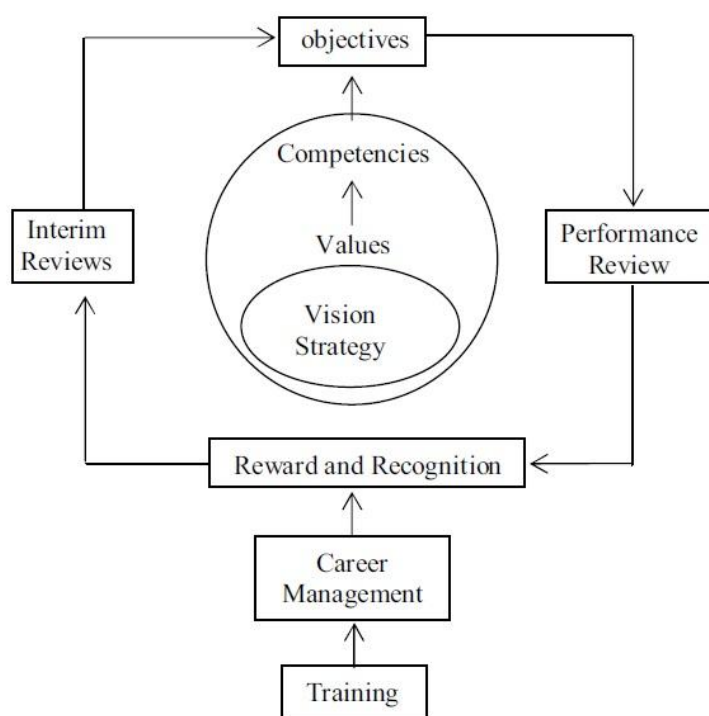 objectives
Competencies
Interim
Reviews
Values
Performance
Review
Vision
Strategy
Reward and Recognition
Career
Management
Training